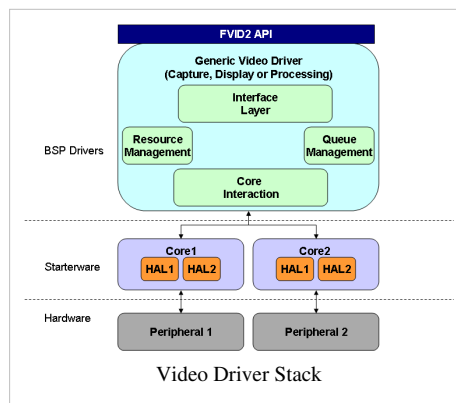 FVID2 API
Generic Video Driver
(Capture, Display or Processing)
Interface
Layer
Resource
Management
Queue
Management
BSP Drivers
Core
Interaction
Core1
Core2
HAL1
HAL2
HAL1
HAL2
Starterware
Hardware
Peripheral 1
Peripheral 2
Video Driver Stack